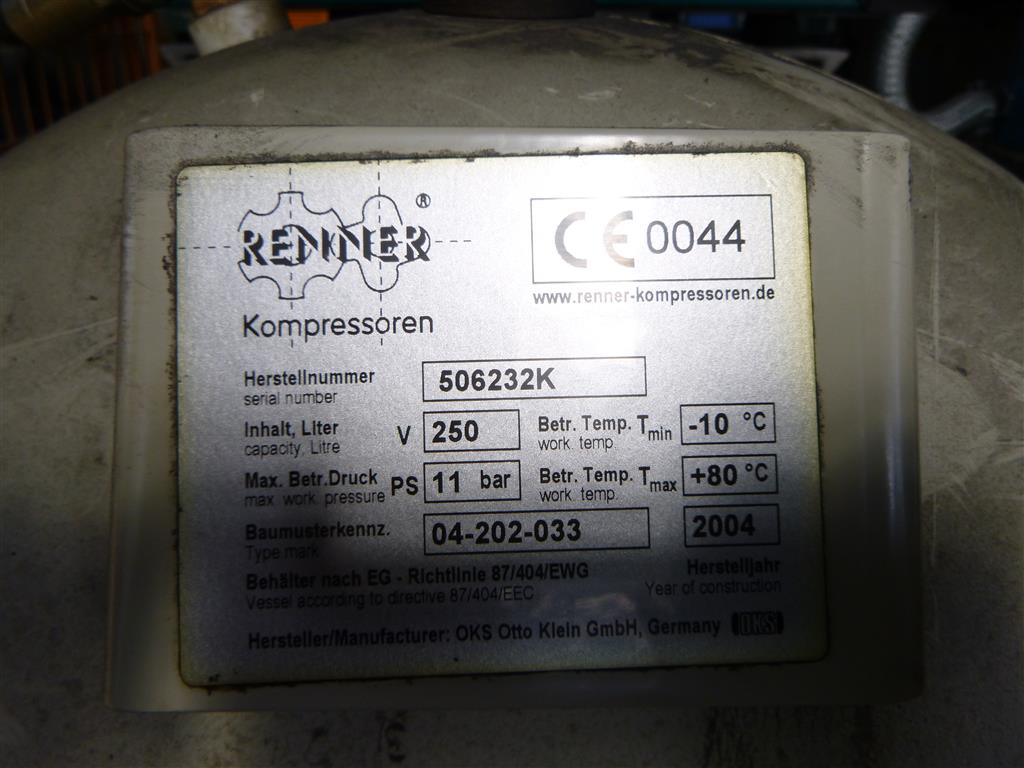 RENNER ®
Kompressoren
CE 0044
www.renner-kompressoren.de
Herstellnummer 506232K
serial number
Inhalt, Liter V 250 Betr. Temp. Tmin -10 °C
capacity, Litre work. temp.
Max. Betr.Druck PS 11 bar Betr. Temp. Tmax +80 °C
max. work. pressure work. temp.
Baumusterkennz. 04-202-033 2004
Type mark
Behälter nach EG - Richtlinie 87/404/EWG Herstelljahr
Vessel according to directive 87/404/EEC Year of construction
Hersteller/Manufacturer: OKS Otto Klein GmbH, Germany OKS